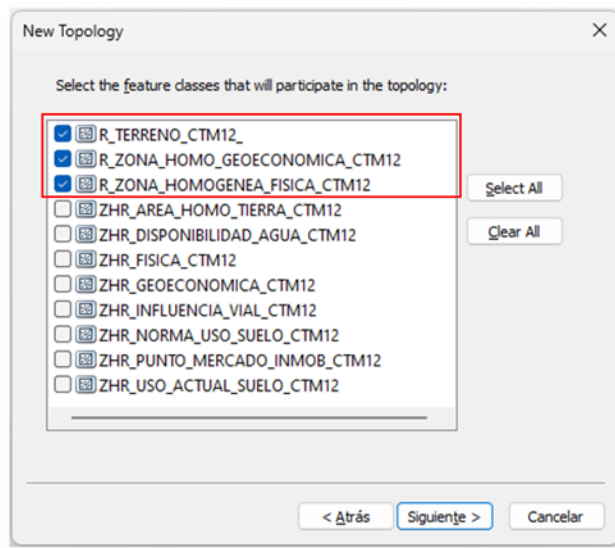 New Topology
Select the feature classes that will participate in the topology:
R_TERRENO_CTM12_
R_ZONA_HOMO_GEOECONOMICA_CTM12
R_ZONA_HOMOGENEA_FISICA_CTM12
ZHR_AREA_HOMO_TIERRA_CTM12
ZHR_DISPONIBILIDAD_AGUA_CTM12
ZHR_FISICA_CTM12
ZHR_GEOECONOMICA_CTM12
ZHR_INFLUENCIA_VIAL_CTM12
ZHR_NORMA_USO_SUELO_CTM12
ZHR_PUNTO_MERCADO_INMOB_CTM12
ZHR_USO_ACTUAL_SUELO_CTM12
Select All
Clear All
< Atrás
Siguiente >
Cancelar